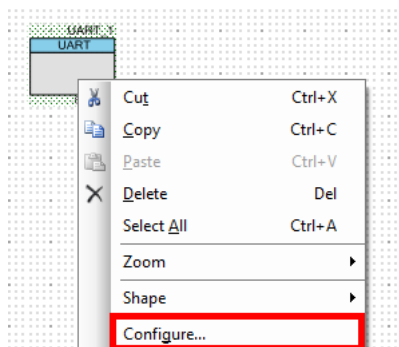 UART_1
UART
Cut Ctrl+X
Copy Ctrl+C
Paste Ctrl+V
Delete Del
Select All Ctrl+A
Zoom
Shape
Configure...